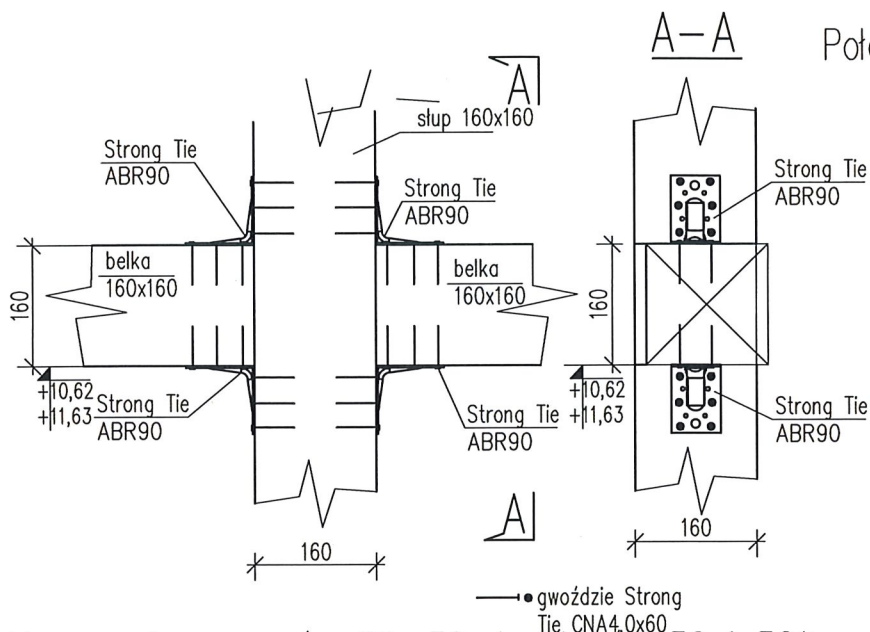 A-A
A
słup 160x160
Strong Tie
ABR90
Strong Tie
ABR90
Strong Tie
ABR90
belka
160x160
belka
160x160
160
160
+10,62
+11,63
Strong Tie
ABR90
Strong Tie
ABR90
+10,62
+11,63
Strong Tie
ABR90
A
160
160
gwoździe Strong
Tie CNA4,0x60